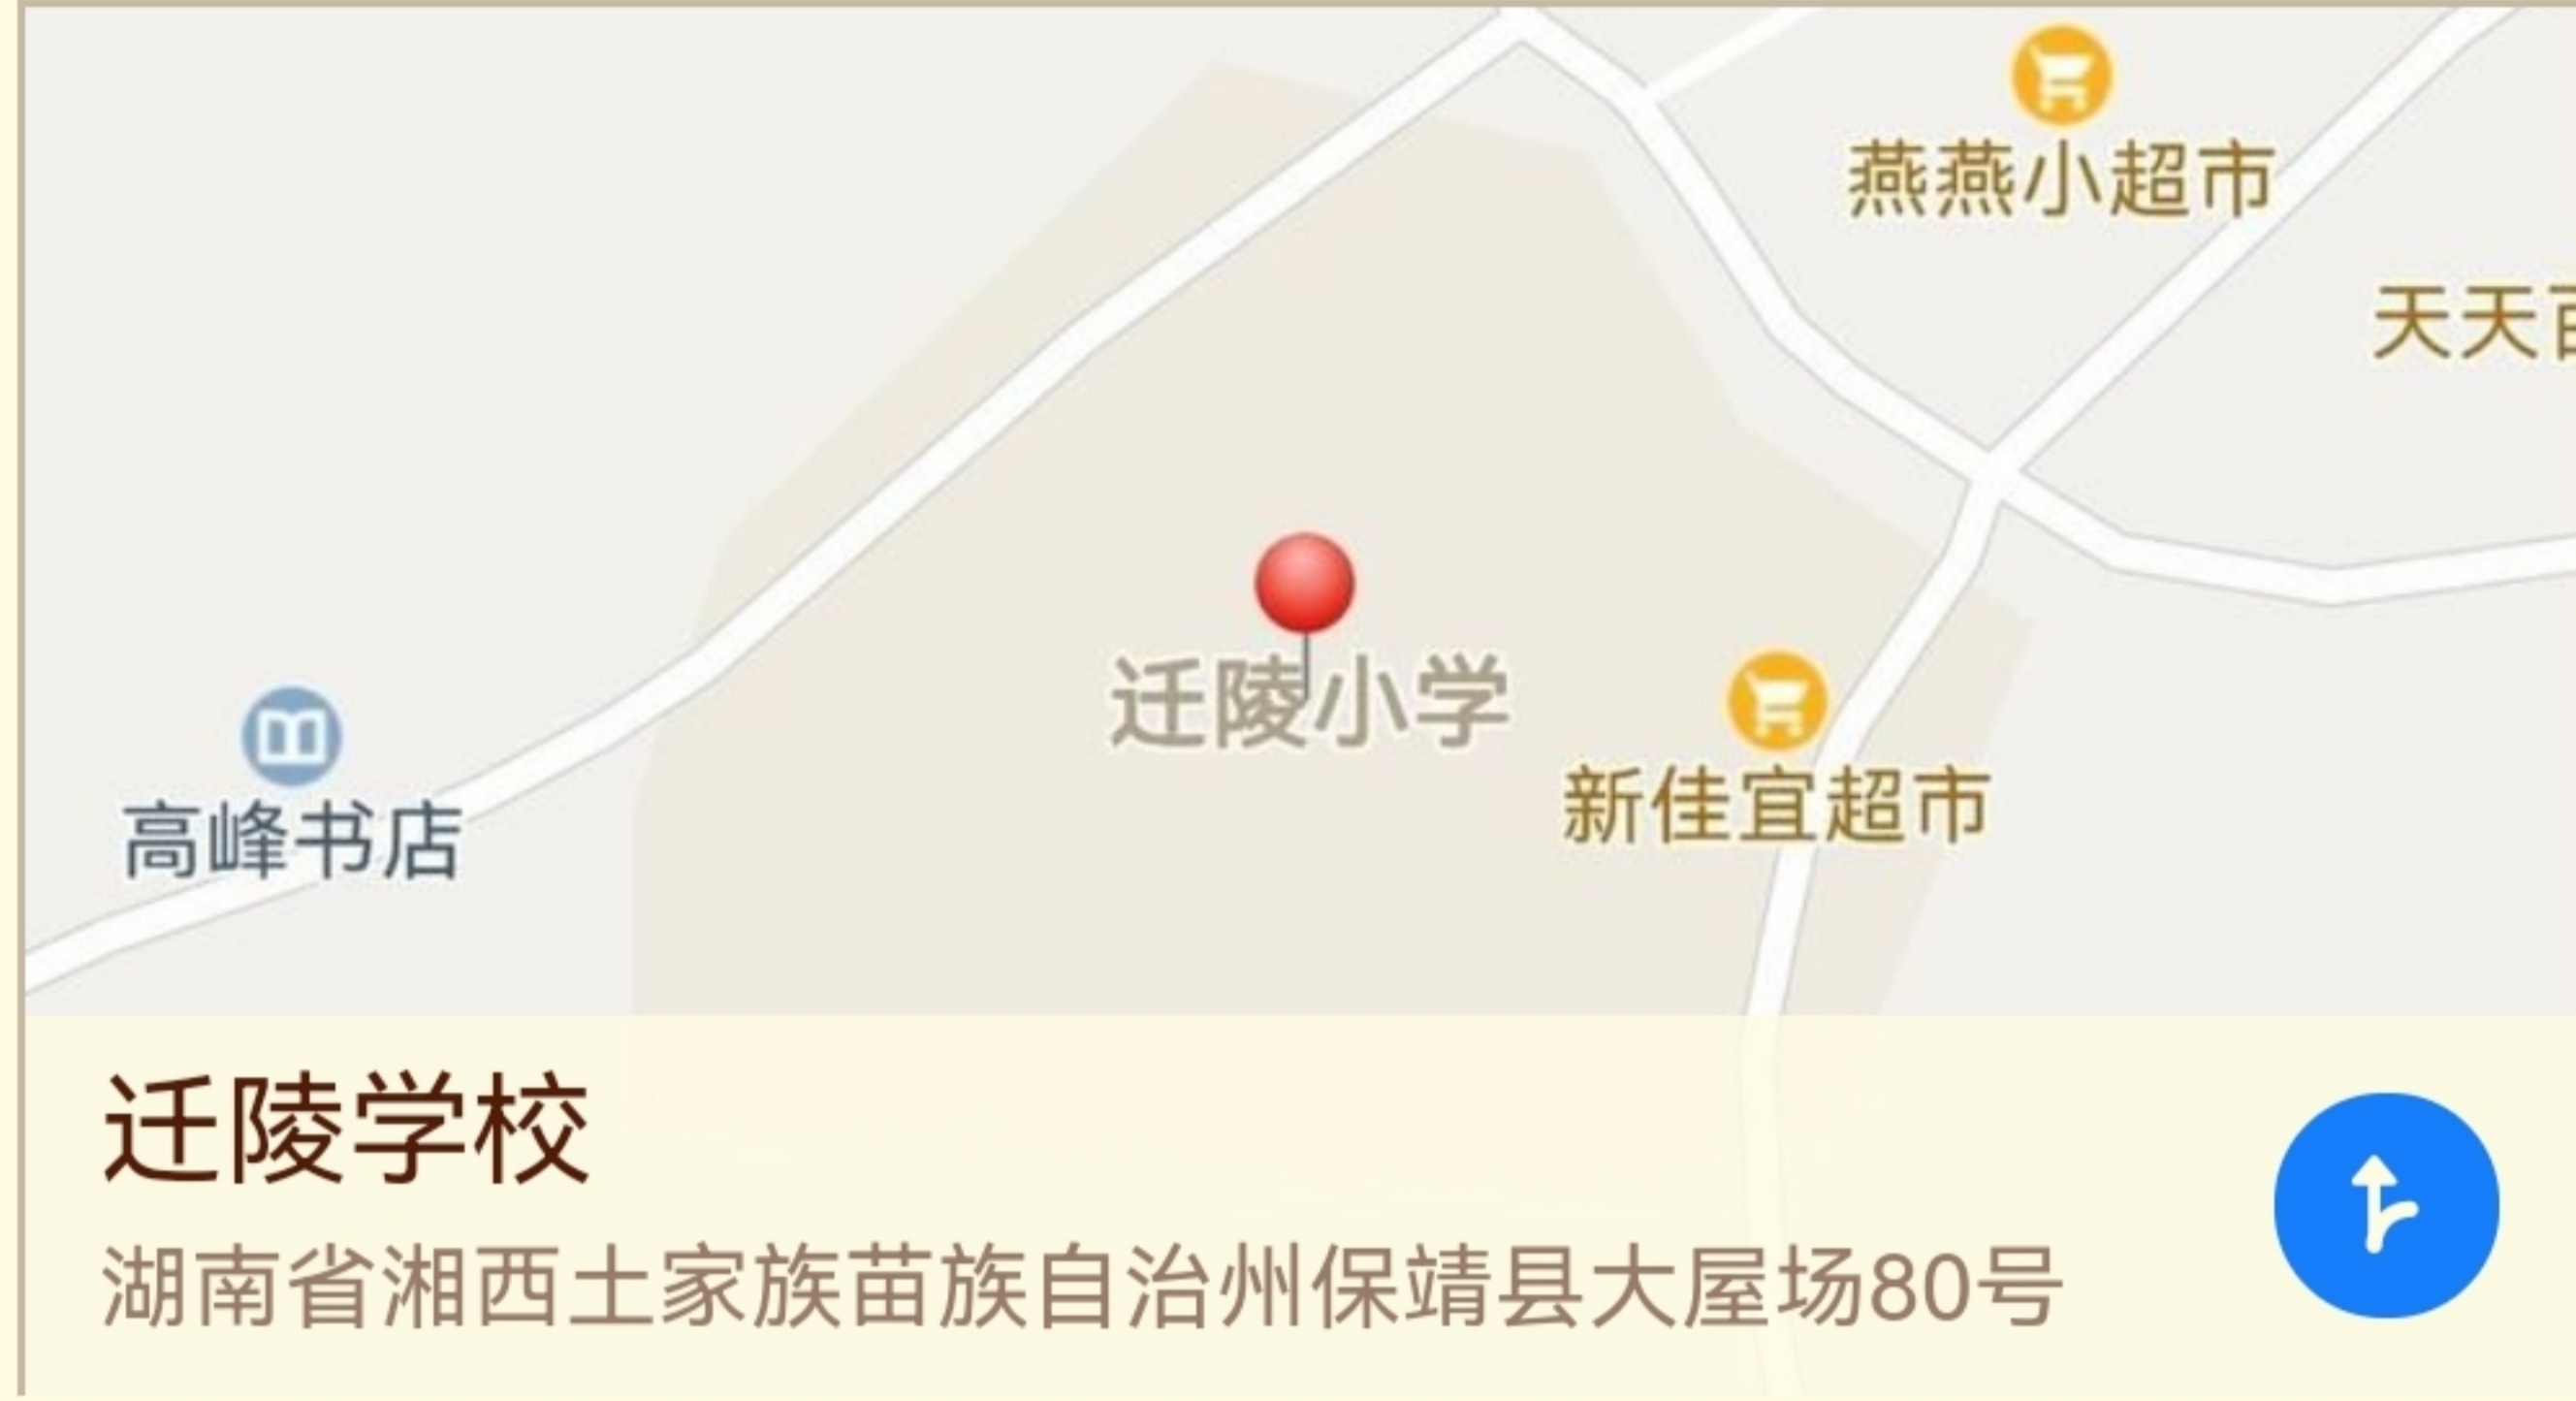 燕燕小超市
天天百
迁陵小学
新佳宜超市
高峰书店
迁陵学校
湖南省湘西土家族苗族自治州保靖县大屋场80号